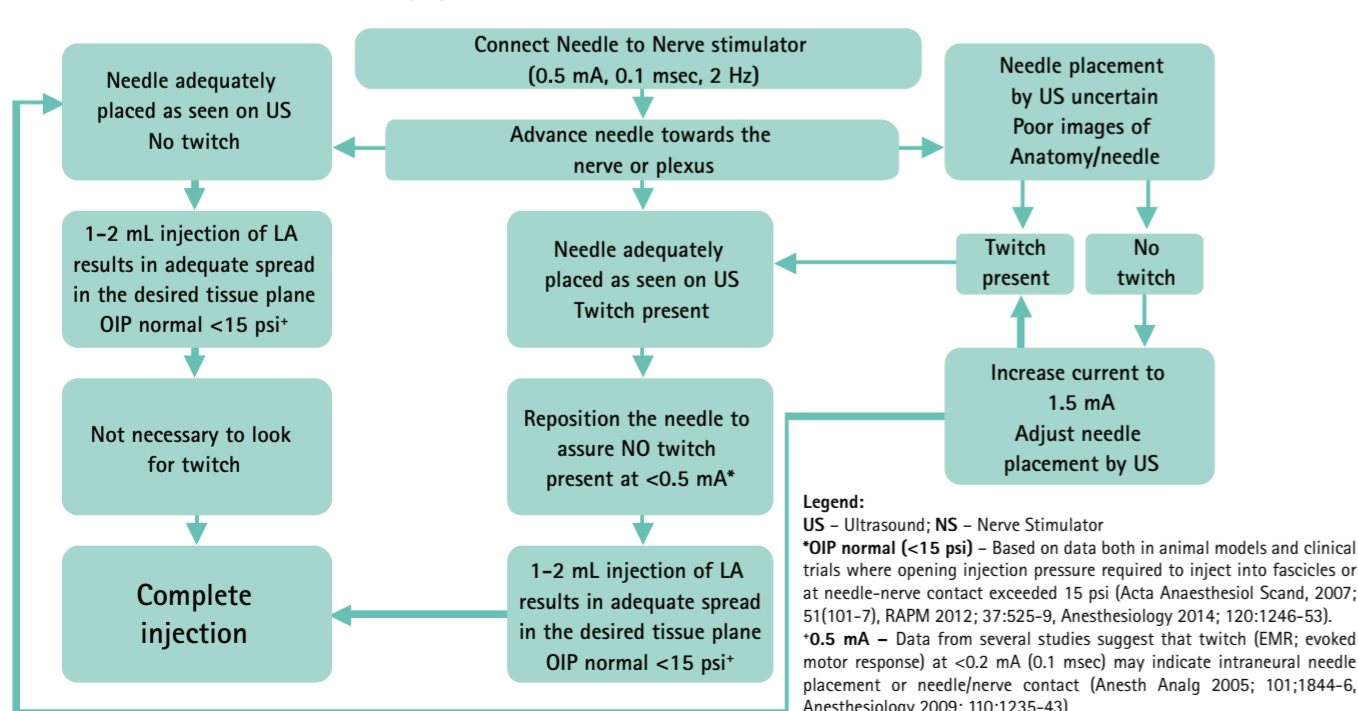 Connect Needle to Nerve stimulator
(0.5 mA, 0.1 msec, 2 Hz)
Advance needle towards the
nerve or plexus
Needle adequately
placed as seen on US
No twitch
1-2 mL injection of LA
results in adequate spread
in the desired tissue plane
OIP normal <15 psi⁺
Not necessary to look
for twitch
Complete
injection
Needle adequately
placed as seen on US
Twitch present
Reposition the needle to
assure NO twitch
present at <0.5 mA*
1-2 mL injection of LA
results in adequate spread
in the desired tissue plane
OIP normal <15 psi⁺
Needle placement
by US uncertain
Poor images of
Anatomy/needle
Twitch
present
No
twitch
Increase current to
1.5 mA
Adjust needle
placement by US
Legend:
US – Ultrasound; NS – Nerve Stimulator
*OIP normal (<15 psi) – Based on data both in animal models and clinical
trials where opening injection pressure required to inject into fascicles or
at needle-nerve contact exceeded 15 psi (Acta Anaesthesiol Scand, 2007;
51(101-7), RAPM 2012; 37:525-9, Anesthesiology 2014; 120:1246-53).
⁺0.5 mA – Data from several studies suggest that twitch (EMR; evoked
motor response) at <0.2 mA (0.1 msec) may indicate intraneural needle
placement or needle/nerve contact (Anesth Analg 2005; 101;1844-6,
Anesthesiology 2009; 110:1235-43)